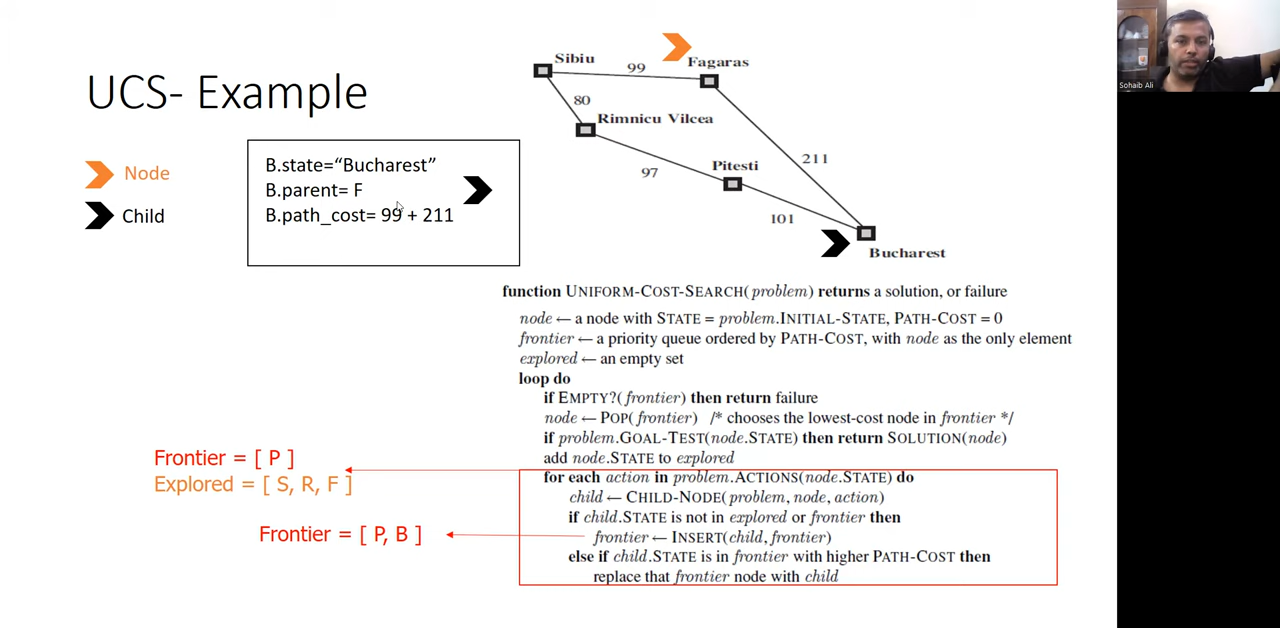 UCS- Example
Node
Child
B.state=“Bucharest”
B.parent= F
B.path_cost= 99 + 211
Sibiu
99
Fagaras
80
Rimnicu Vilcea
97
Pitesti
211
101
Bucharest
function UNIFORM-COST-SEARCH(problem) returns a solution, or failure
node ← a node with STATE = problem.INITIAL-STATE, PATH-COST = 0
frontier ← a priority queue ordered by PATH-COST, with node as the only element
explored ← an empty set
loop do
if EMPTY?(frontier) then return failure
node ← POP(frontier) /* chooses the lowest-cost node in frontier */
if problem.GOAL-TEST(node.STATE) then return SOLUTION(node)
add node.STATE to explored
for each action in problem.ACTIONS(node.STATE) do
child ← CHILD-NODE(problem, node, action)
if child.STATE is not in explored or frontier then
frontier ← INSERT(child, frontier)
else if child.STATE is in frontier with higher PATH-COST then
replace that frontier node with child
Frontier = [ P ]
Explored = [ S, R, F ]
Frontier = [ P, B ]
Sohaib Ali